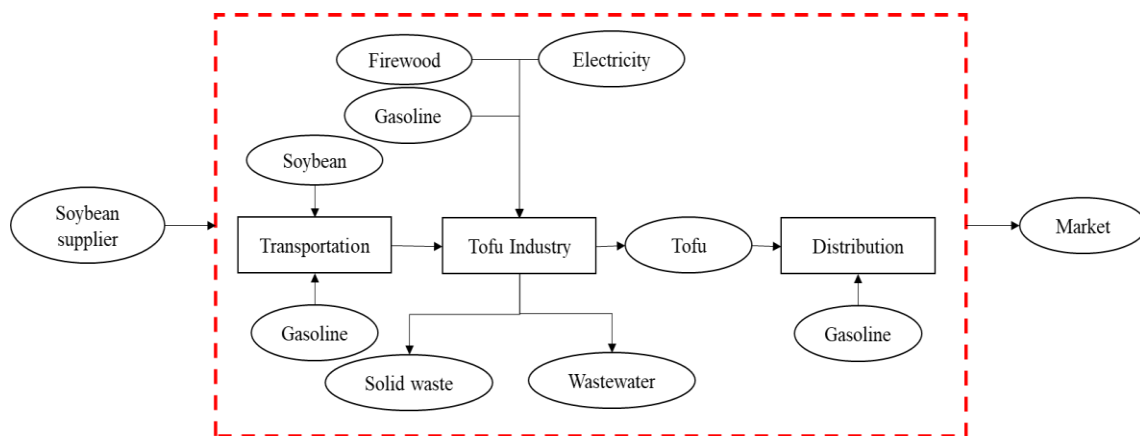 Firewood
Electricity
Gasoline
Soybean
Soybean
supplier
Transportation
Tofu Industry
Tofu
Distribution
Market
Gasoline
Gasoline
Solid waste
Wastewater